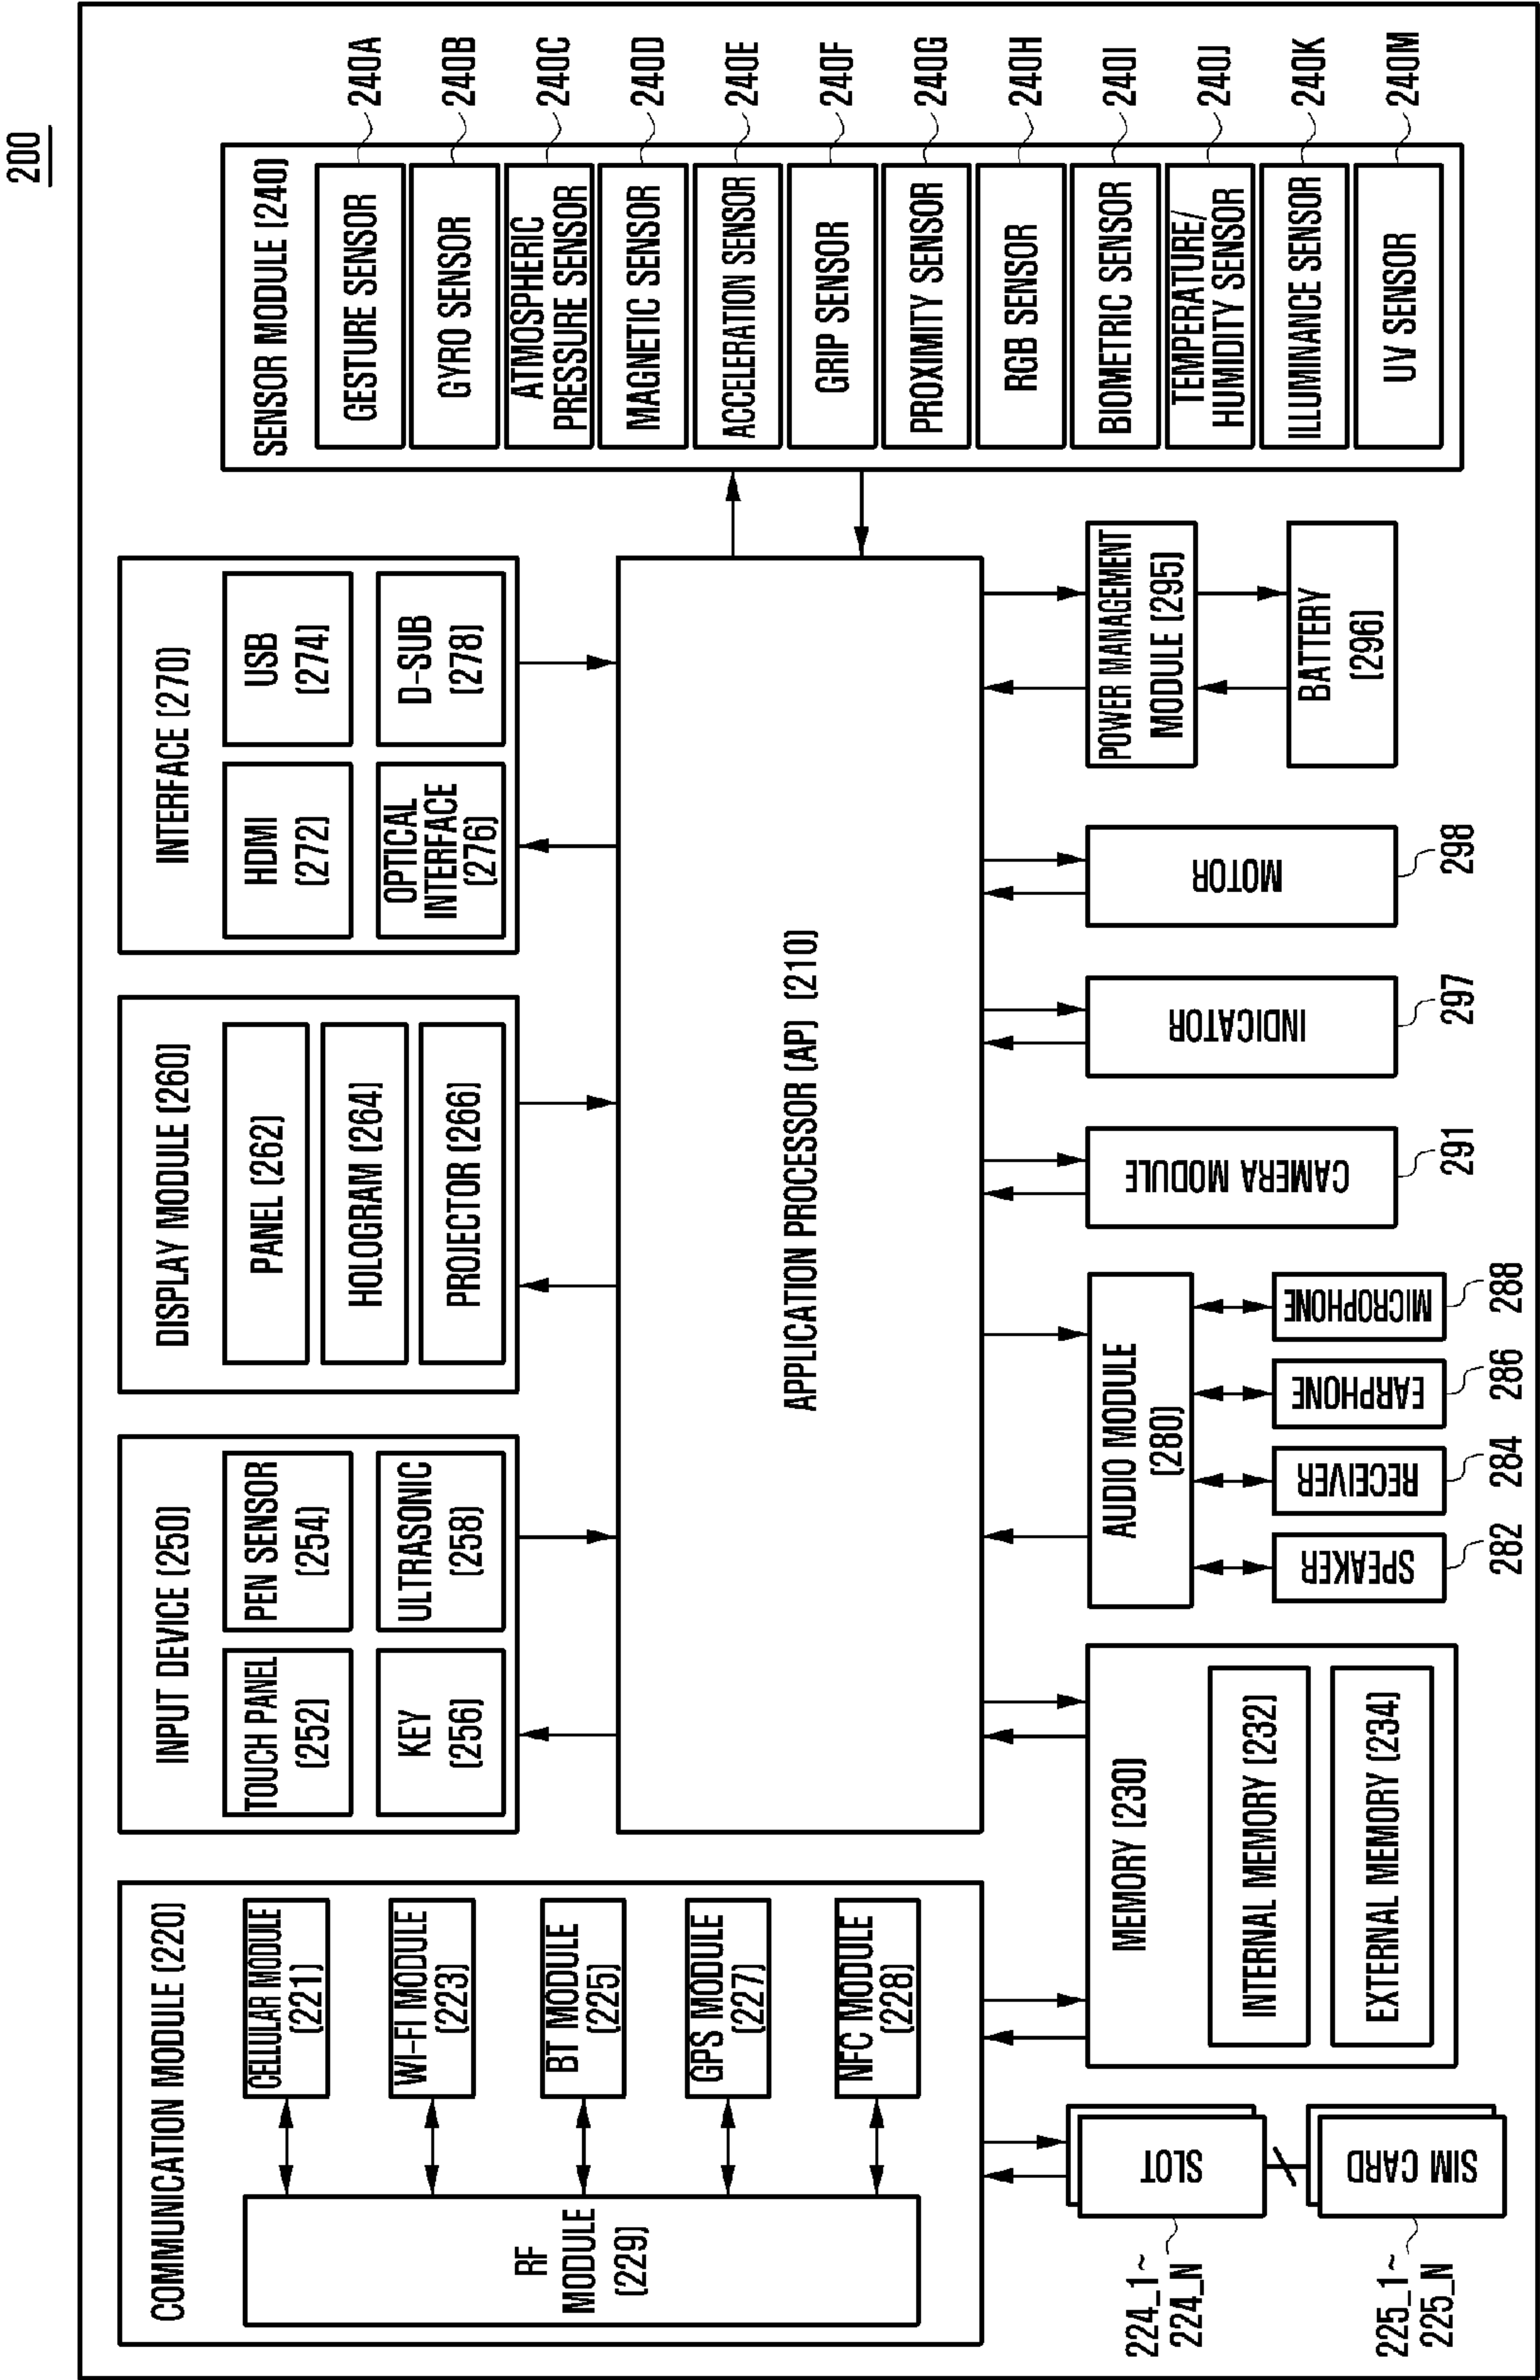 200
COMMUNICATION MODULE (220)
RF
MODULE
(229)
CELLULAR MODULE
(221)
WI-FI MODULE
(223)
BT MODULE
(225)
GPS MODULE
(227)
NFC MODULE
(228)
INPUT DEVICE (250)
TOUCH PANEL
(252)
PEN SENSOR
(254)
KEY
(256)
ULTRASONIC
(258)
DISPLAY MODULE (260)
PANEL (262)
HOLOGRAM (264)
PROJECTOR (266)
INTERFACE (270)
HDMI
(272)
USB
(274)
OPTICAL
INTERFACE
(276)
D-SUB
(278)
SENSOR MODULE (240)
GESTURE SENSOR
240A
GYRO SENSOR
240B
ATMOSPHERIC
PRESSURE SENSOR
240C
MAGNETIC SENSOR
240D
ACCELERATION SENSOR
240E
GRIP SENSOR
240F
PROXIMITY SENSOR
240G
RGB SENSOR
240H
BIOMETRIC SENSOR
240I
TEMPERATURE/
HUMIDITY SENSOR
240J
ILLUMINANCE SENSOR
240K
UV SENSOR
240M
APPLICATION PROCESSOR (AP) (210)
224_1~
224_N
SLOT
225_1~
225_N
SIM CARD
MEMORY (230)
INTERNAL MEMORY (232)
EXTERNAL MEMORY (234)
AUDIO MODULE
(280)
SPEAKER
282
RECEIVER
284
EARPHONE
286
MICROPHONE
288
CAMERA MODULE
291
INDICATOR
297
MOTOR
298
POWER MANAGEMENT
MODULE (295)
BATTERY
(296)